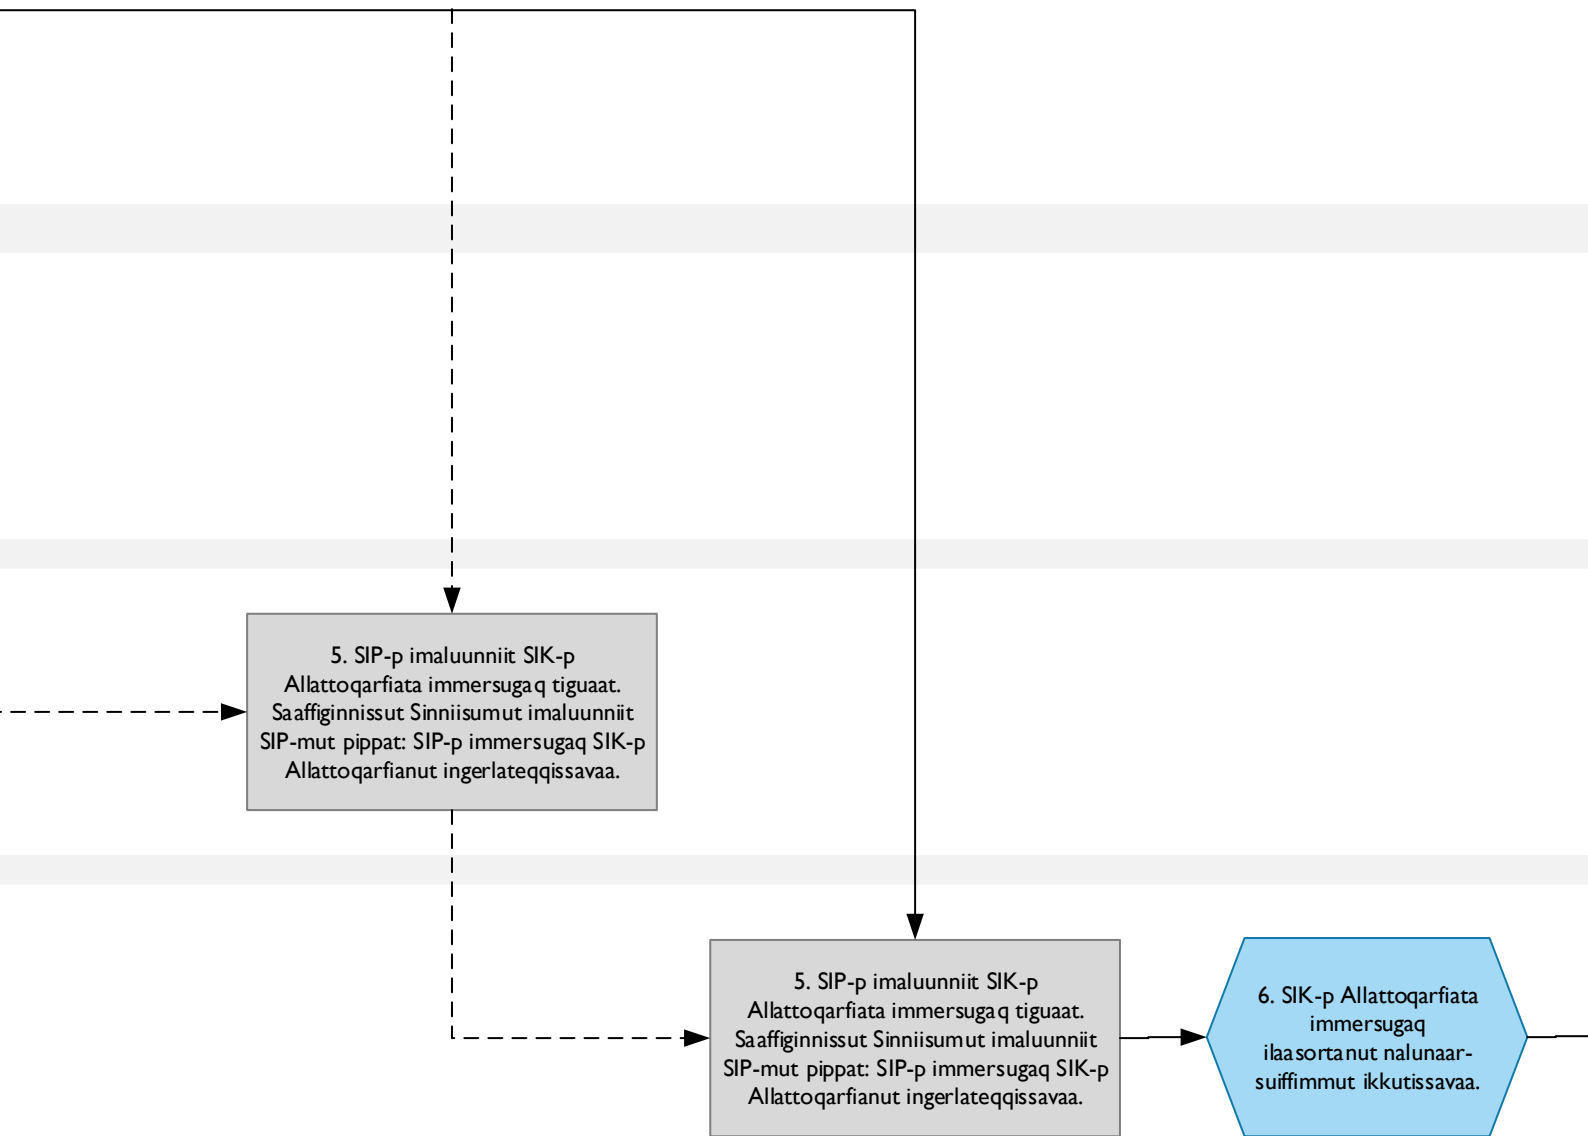 5. SIP-p imaluunniit SIK-p
Allattoqarfiata immersugaq tiguaat.
Saaffiginnissut Sinniisumut imaluunniit
SIP-mut pippat: SIP-p immersugaq SIK-p
Allattoqarfianut ingerlateqqissavaa.
5. SIP-p imaluunniit SIK-p
Allattoqarfiata immersugaq tiguaat.
Saaffiginnissut Sinniisumut imaluunniit
SIP-mut pippat: SIP-p immersugaq SIK-p
Allattoqarfianut ingerlateqqissavaa.
6. SIK-p Allattoqarfiata
immersugaq
ilaasortanut nalunaar-
suiffimmut ikkutissavaa.